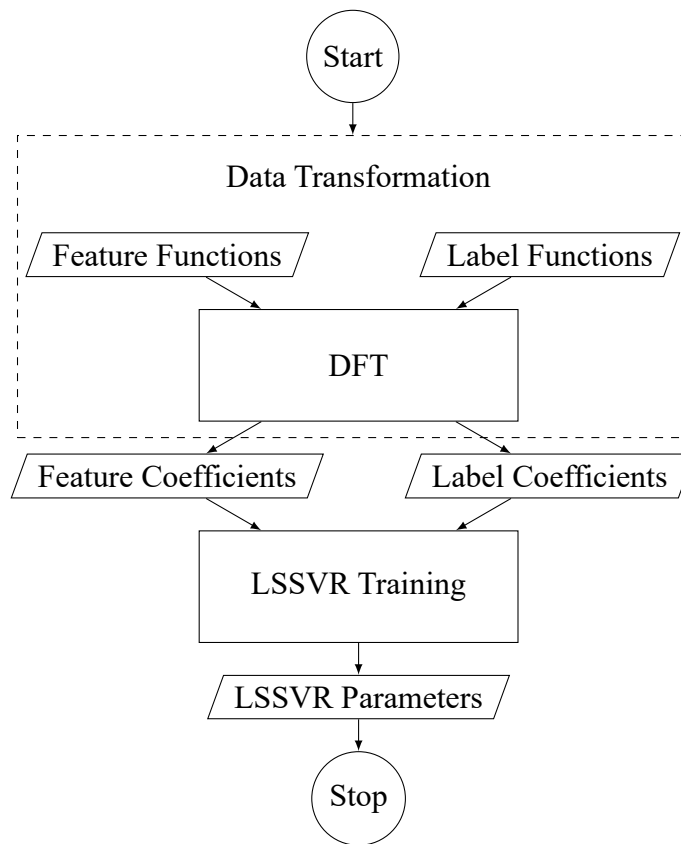 Start
Data Transformation
Feature Functions
Label Functions
DFT
Feature Coefficients
Label Coefficients
LSSVR Training
LSSVR Parameters
Stop